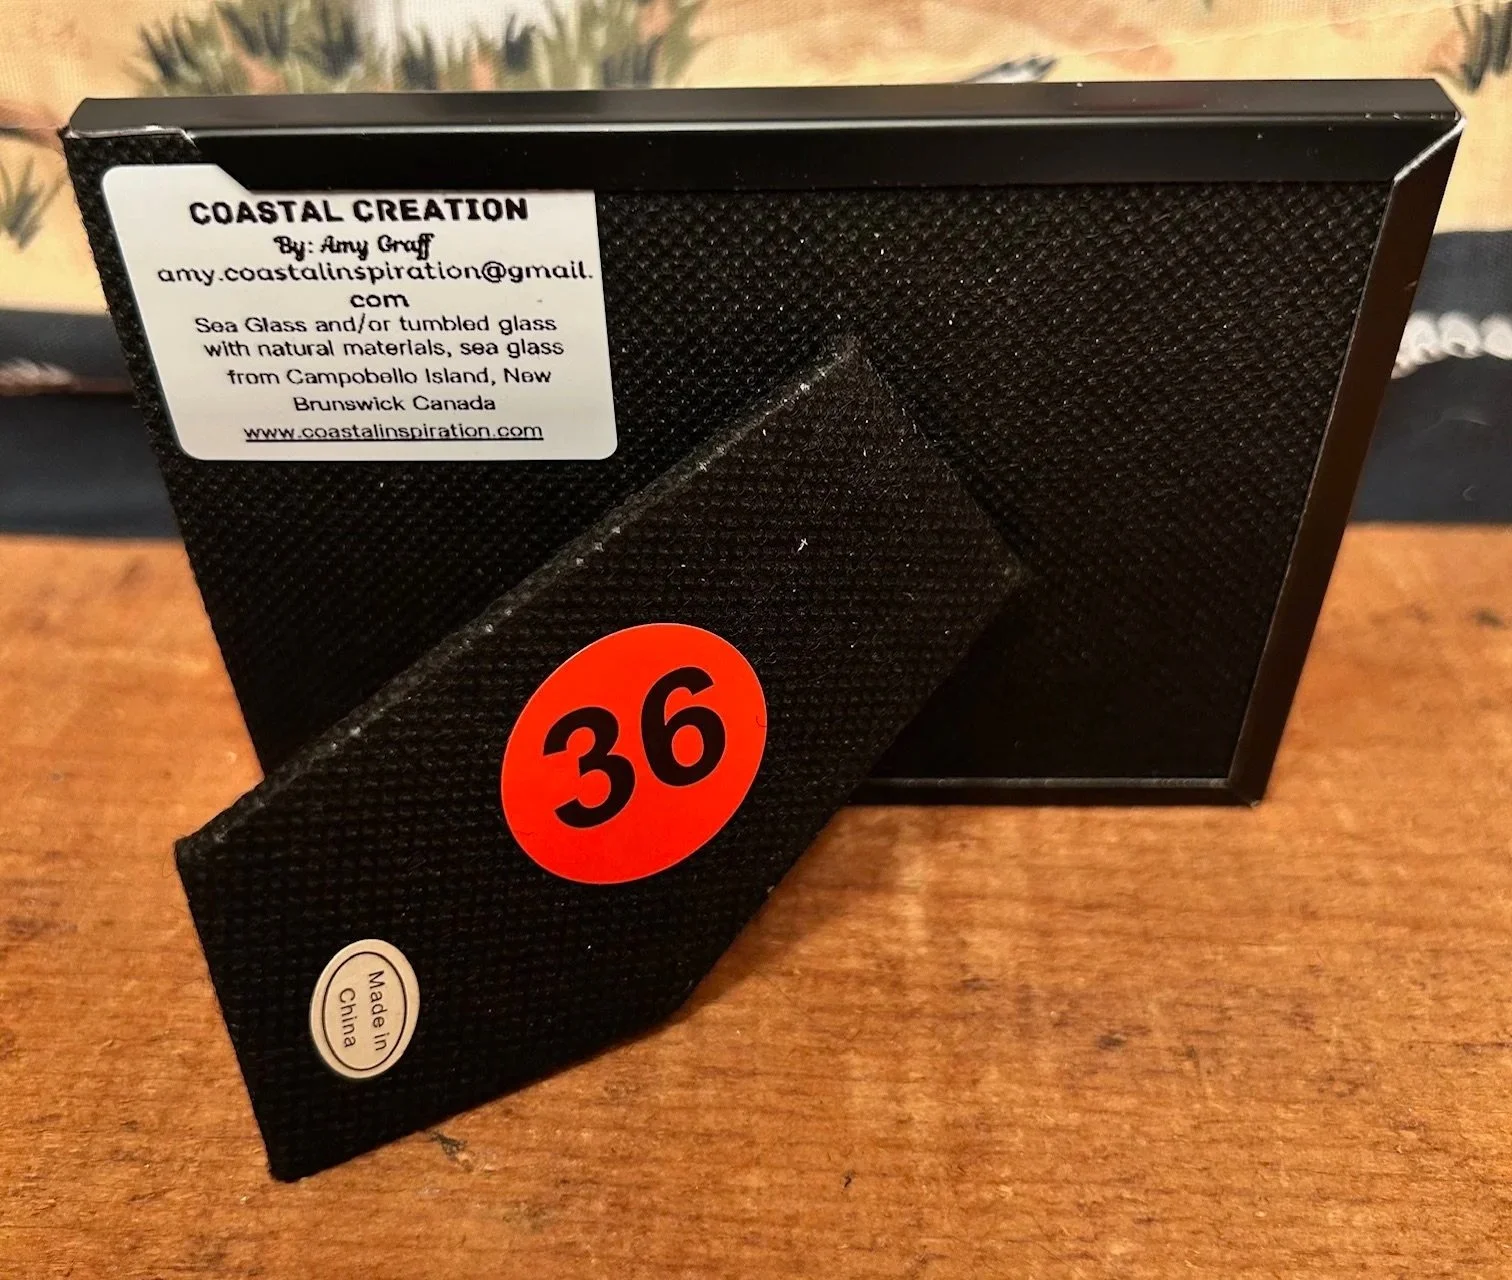 COASTAL CREATION
By: Amy Graff
amy.coastalinspiration@gmail.
com
Sea Glass and/or tumbled glass
with natural materials, sea glass
from Campobello Island, New
Brunswick Canada
www.coastalinspiration.com
36
Made in
China